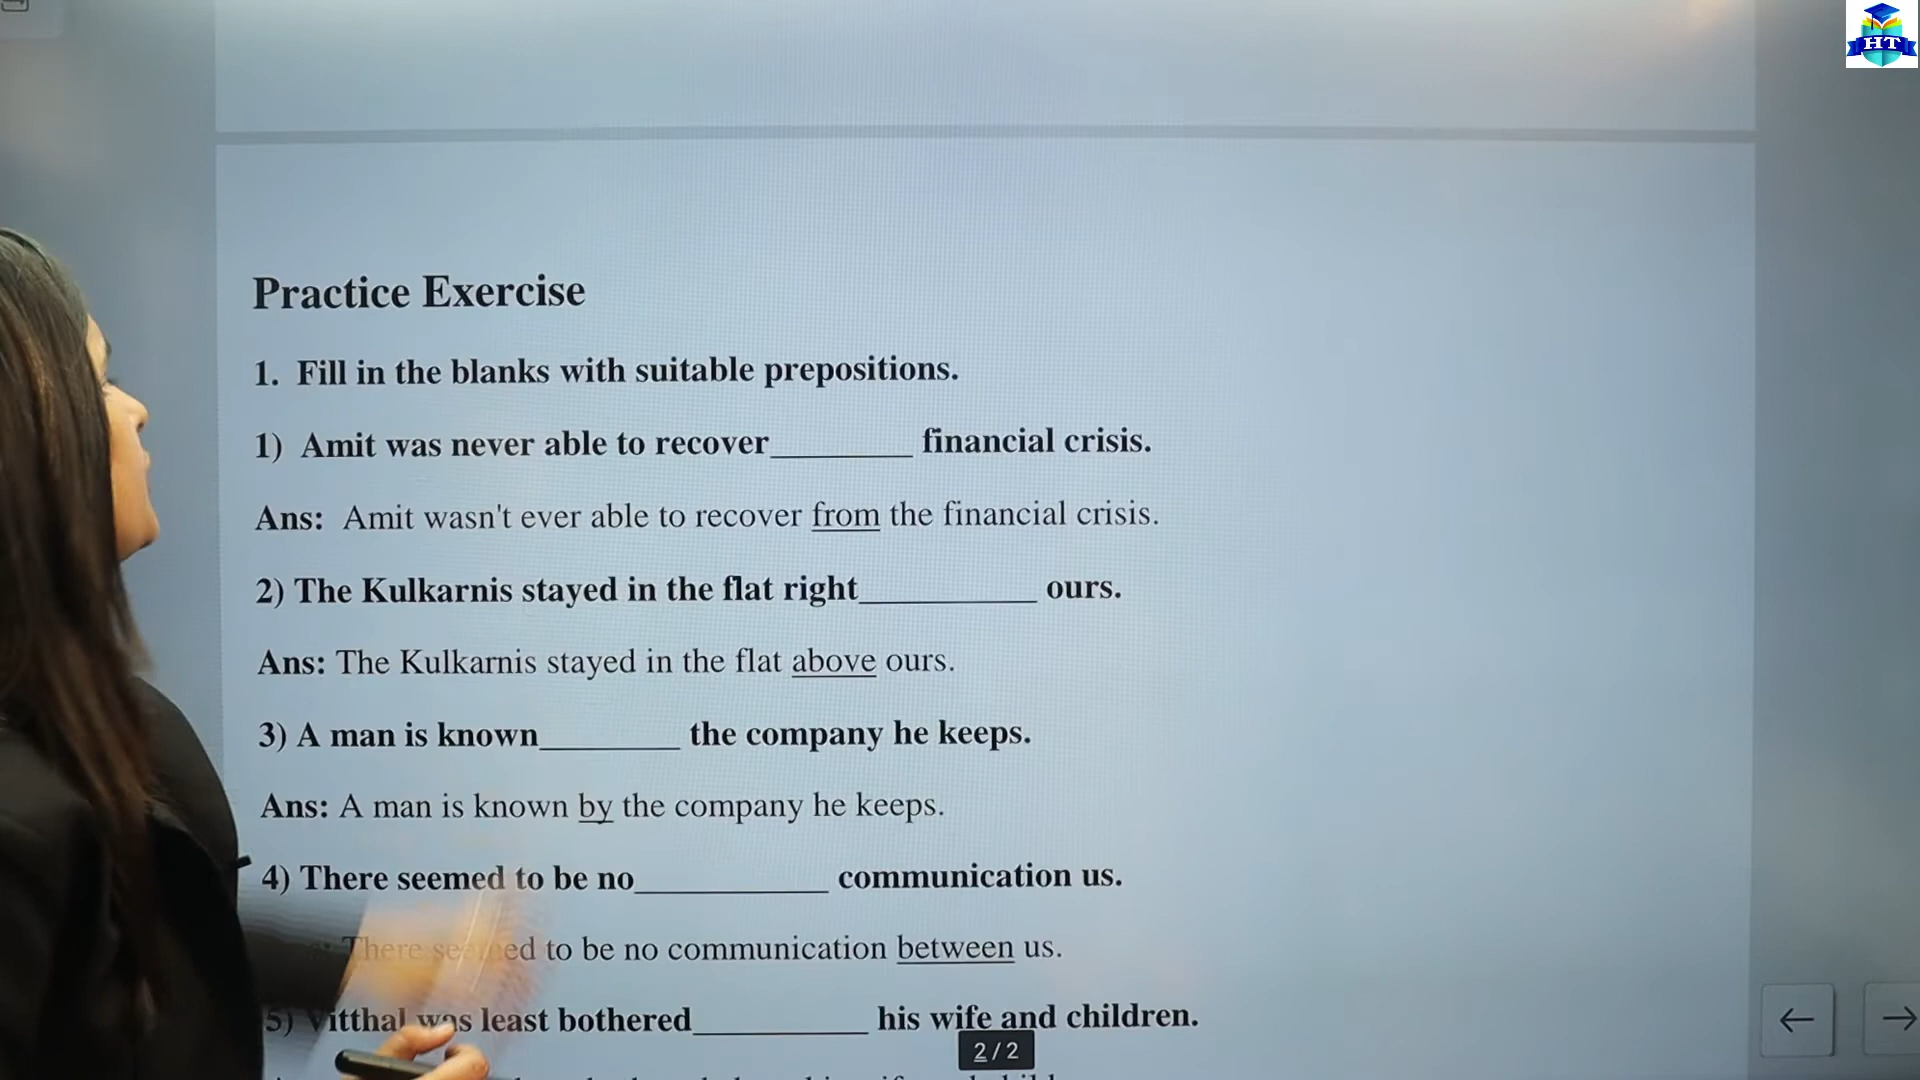 HT
Practice Exercise
1. Fill in the blanks with suitable prepositions.
1) Amit was never able to recover________ financial crisis.
Ans: Amit wasn't ever able to recover from the financial crisis.
2) The Kulkarnis stayed in the flat right__________ ours.
Ans: The Kulkarnis stayed in the flat above ours.
3) A man is known________ the company he keeps.
Ans: A man is known by the company he keeps.
4) There seemed to be no___________ communication us.
There seemed to be no communication between us.
5) Vitthal was least bothered__________ his wife and children.
2/2